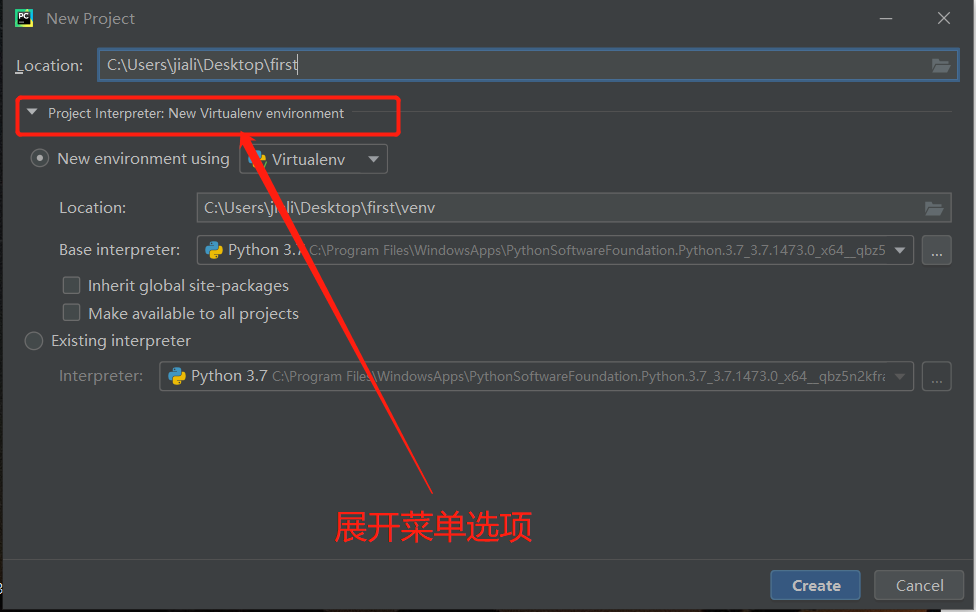 PC
New Project
Location: C:\Users\jiali\Desktop\first
Project Interpreter: New Virtualenv environment
New environment using Virtualenv
Location: C:\Users\jiali\Desktop\first\venv
Base interpreter: Python 3.7 C:\Program Files\WindowsApps\PythonSoftwareFoundation.Python.3.7_3.7.1473.0_x64__qbz5 ...
Inherit global site-packages
Make available to all projects
Existing interpreter
Interpreter: Python 3.7 C:\Program Files\WindowsApps\PythonSoftwareFoundation.Python.3.7_3.7.1473.0_x64__qbz5n2kfra ...
展开菜单选项
Create Cancel